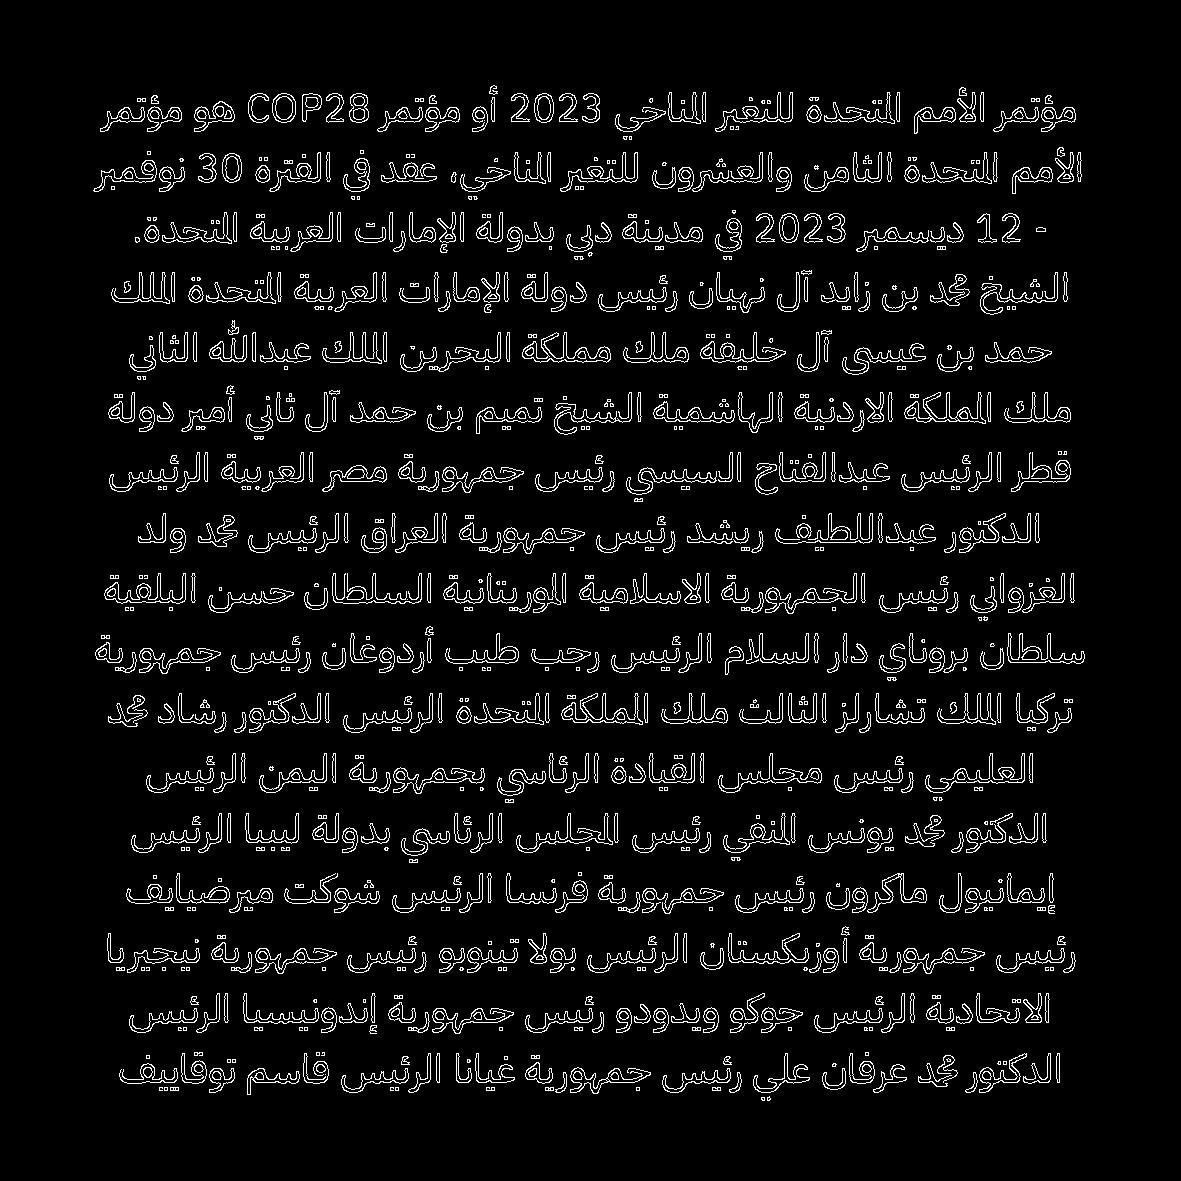 مؤتمر الأمم المتحدة للتغير المناخي 2023 أو مؤتمر COP28 هو مؤتمر
الأمم المتحدة الثامن والعشرون للتغير المناخي، عقد في الفترة 30 نوفمبر
- 12 ديسمبر 2023 في مدينة دبي بدولة الإمارات العربية المتحدة.
الشيخ محمد بن زايد آل نهيان رئيس دولة الإمارات العربية المتحدة الملك
حمد بن عيسى آل خليفة ملك مملكة البحرين الملك عبدالله الثاني
ملك المملكة الاردنية الهاشمية الشيخ تميم بن حمد آل ثاني أمير دولة
قطر الرئيس عبدالفتاح السيسي رئيس جمهورية مصر العربية الرئيس
الدكتور عبداللطيف ريشد رئيس جمهورية العراق الرئيس محمد ولد
الغزواني رئيس الجمهورية الاسلامية الموريتانية السلطان حسن البلقية
سلطان بروناي دار السلام الرئيس رجب طيب أردوغان رئيس جمهورية
تركيا الملك تشارلز الثالث ملك المملكة المتحدة الرئيس الدكتور رشاد محمد
العليمي رئيس مجلس القيادة الرئاسي بجمهورية اليمن الرئيس
الدكتور محمد يونس المنفي رئيس المجلس الرئاسي بدولة ليبيا الرئيس
إيمانيول ماكرون رئيس جمهورية فرنسا الرئيس شوكت ميرضيايف
رئيس جمهورية أوزبكستان الرئيس بولا تينوبو رئيس جمهورية نيجيريا
الاتحادية الرئيس جوكو ويدودو رئيس جمهورية إندونيسيا الرئيس
الدكتور محمد عرفان علي رئيس جمهورية غيانا الرئيس قاسم توقاييف